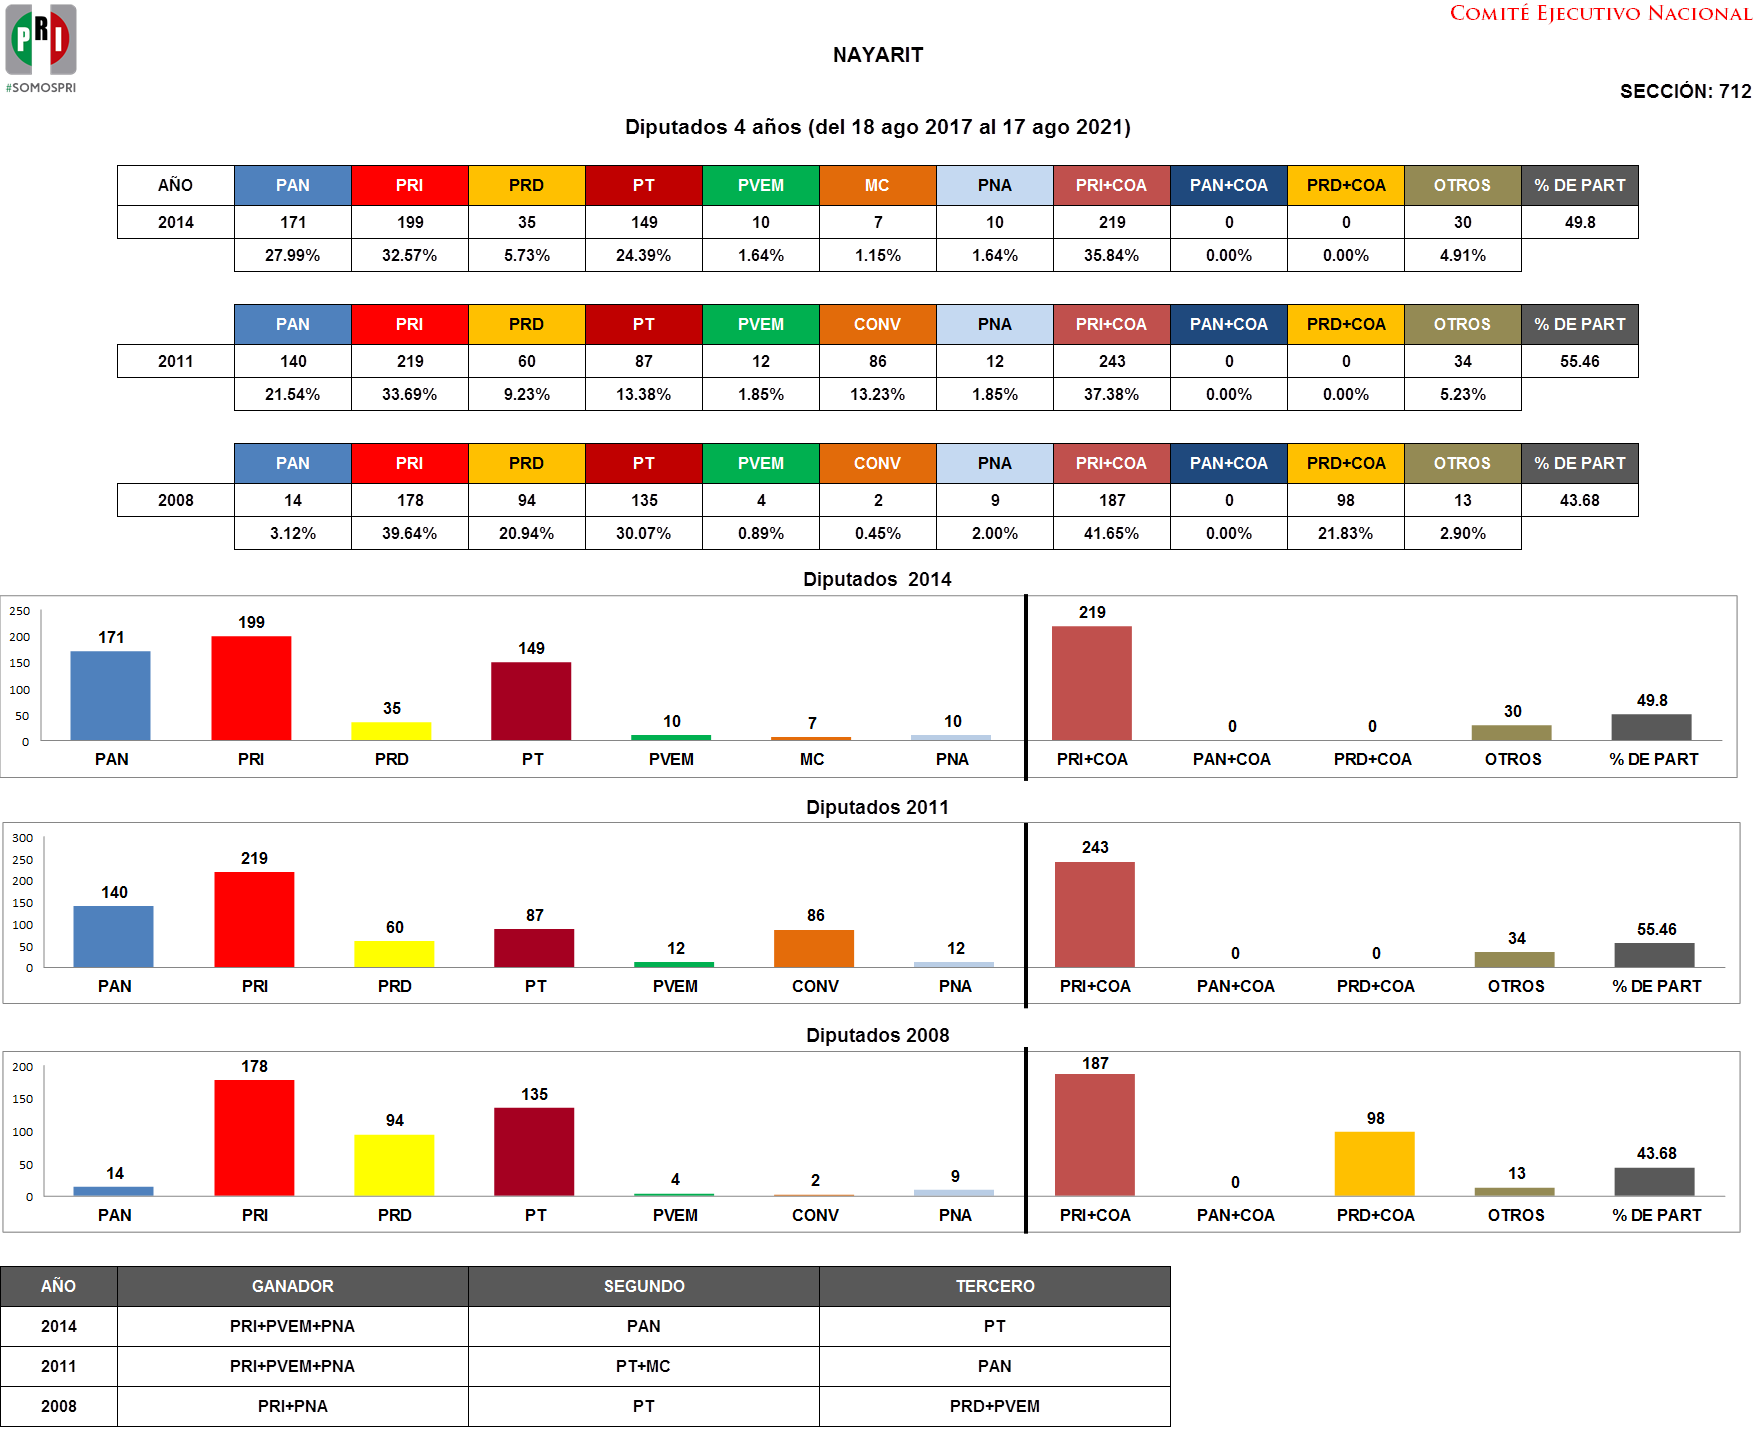 COMITÉ EJECUTIVO NACIONAL
PRI
#SOMOSPRI
NAYARIT
SECCIÓN: 712
Diputados 4 años (del 18 ago 2017 al 17 ago 2021)
AÑO PAN PRI PRD PT PVEM MC PNA PRI+COA PAN+COA PRD+COA OTROS % DE PART
2014 171 199 35 149 10 7 10 219 0 0 30 49.8
27.99% 32.57% 5.73% 24.39% 1.64% 1.15% 1.64% 35.84% 0.00% 0.00% 4.91%
PAN PRI PRD PT PVEM CONV PNA PRI+COA PAN+COA PRD+COA OTROS % DE PART
2011 140 219 60 87 12 86 12 243 0 0 34 55.46
21.54% 33.69% 9.23% 13.38% 1.85% 13.23% 1.85% 37.38% 0.00% 0.00% 5.23%
PAN PRI PRD PT PVEM CONV PNA PRI+COA PAN+COA PRD+COA OTROS % DE PART
2008 14 178 94 135 4 2 9 187 0 98 13 43.68
3.12% 39.64% 20.94% 30.07% 0.89% 0.45% 2.00% 41.65% 0.00% 21.83% 2.90%
Diputados 2014
250
200
150
100
50
0
171 199 35 149 10 7 10 219 0 0 30 49.8
PAN PRI PRD PT PVEM MC PNA PRI+COA PAN+COA PRD+COA OTROS % DE PART
Diputados 2011
300
250
200
150
100
50
0
140 219 60 87 12 86 12 243 0 0 34 55.46
PAN PRI PRD PT PVEM CONV PNA PRI+COA PAN+COA PRD+COA OTROS % DE PART
Diputados 2008
200
150
100
50
0
14 178 94 135 4 2 9 187 0 98 13 43.68
PAN PRI PRD PT PVEM CONV PNA PRI+COA PAN+COA PRD+COA OTROS % DE PART
AÑO GANADOR SEGUNDO TERCERO
2014 PRI+PVEM+PNA PAN PT
2011 PRI+PVEM+PNA PT+MC PAN
2008 PRI+PNA PT PRD+PVEM